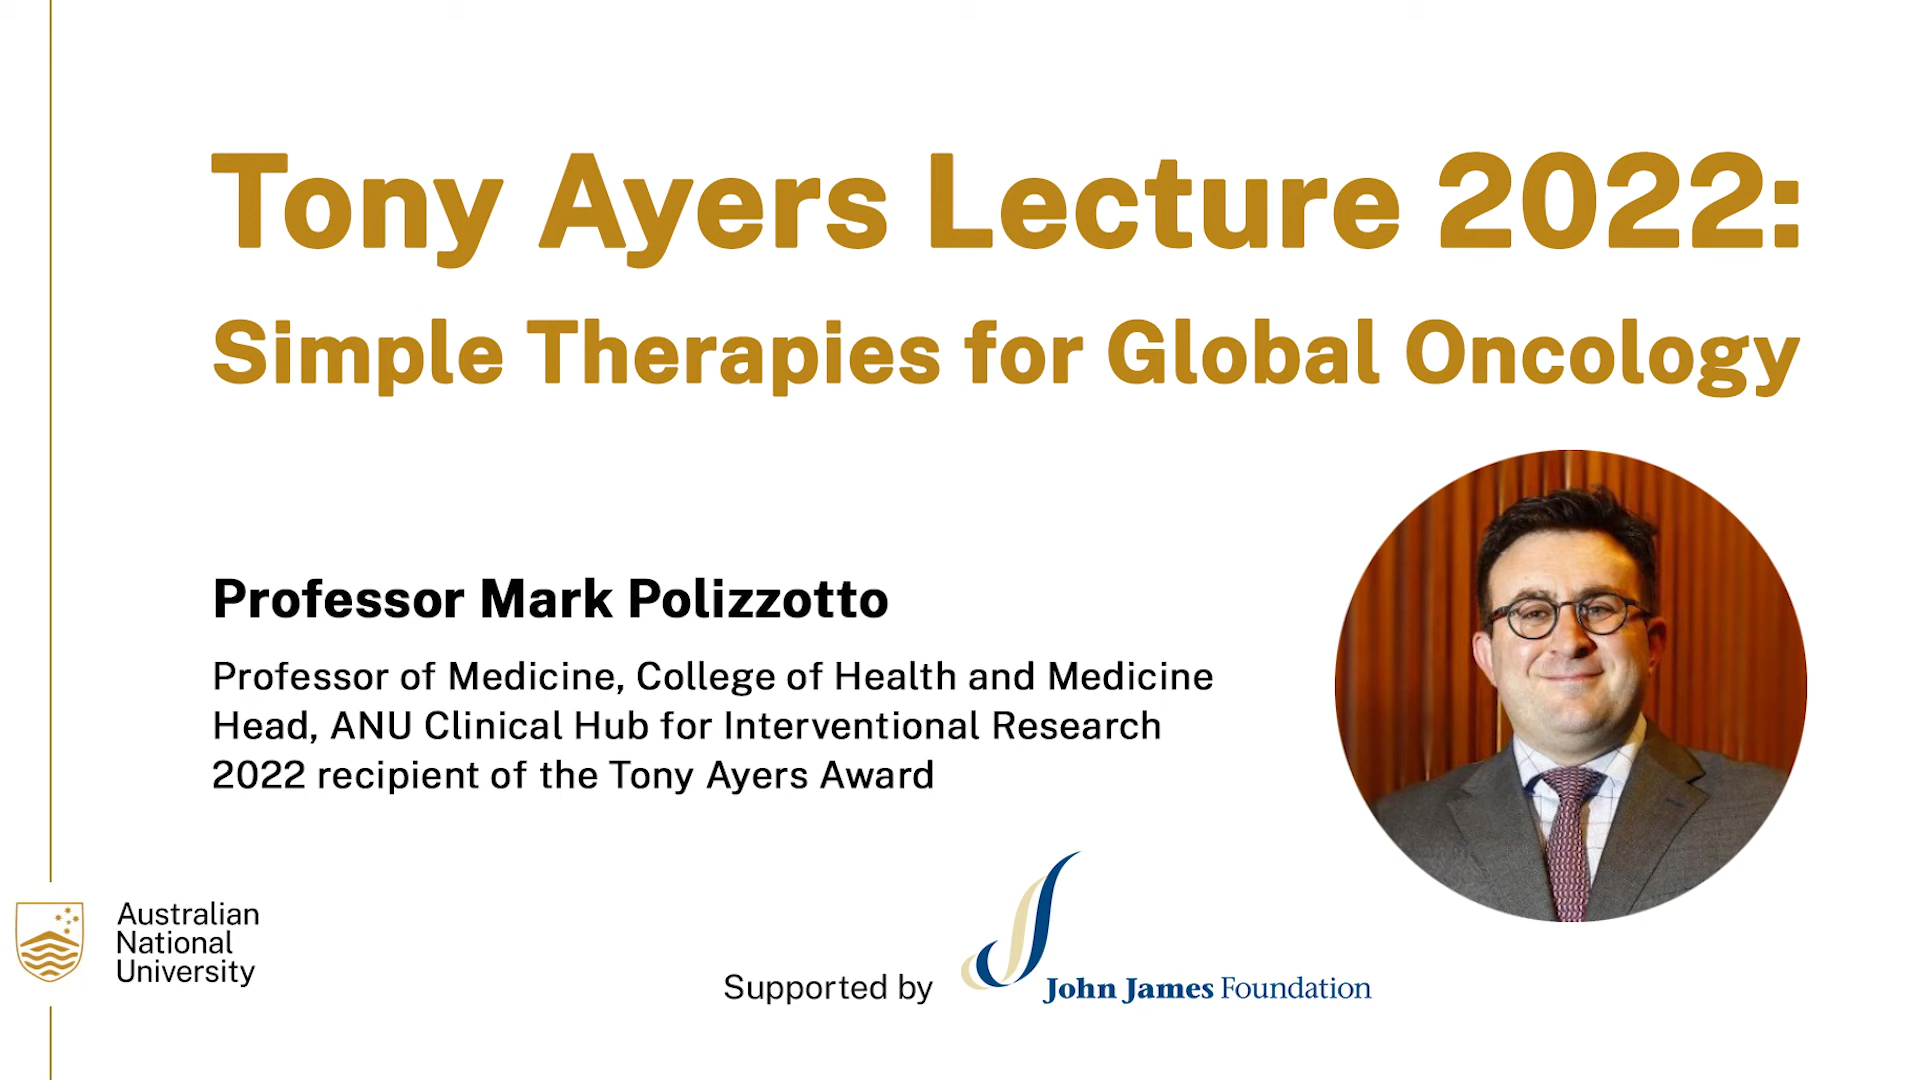 Tony Ayers Lecture 2022:
Simple Therapies for Global Oncology
Professor Mark Polizzotto
Professor of Medicine, College of Health and Medicine
Head, ANU Clinical Hub for Interventional Research
2022 recipient of the Tony Ayers Award
Australian
National
University
Supported by
John James Foundation